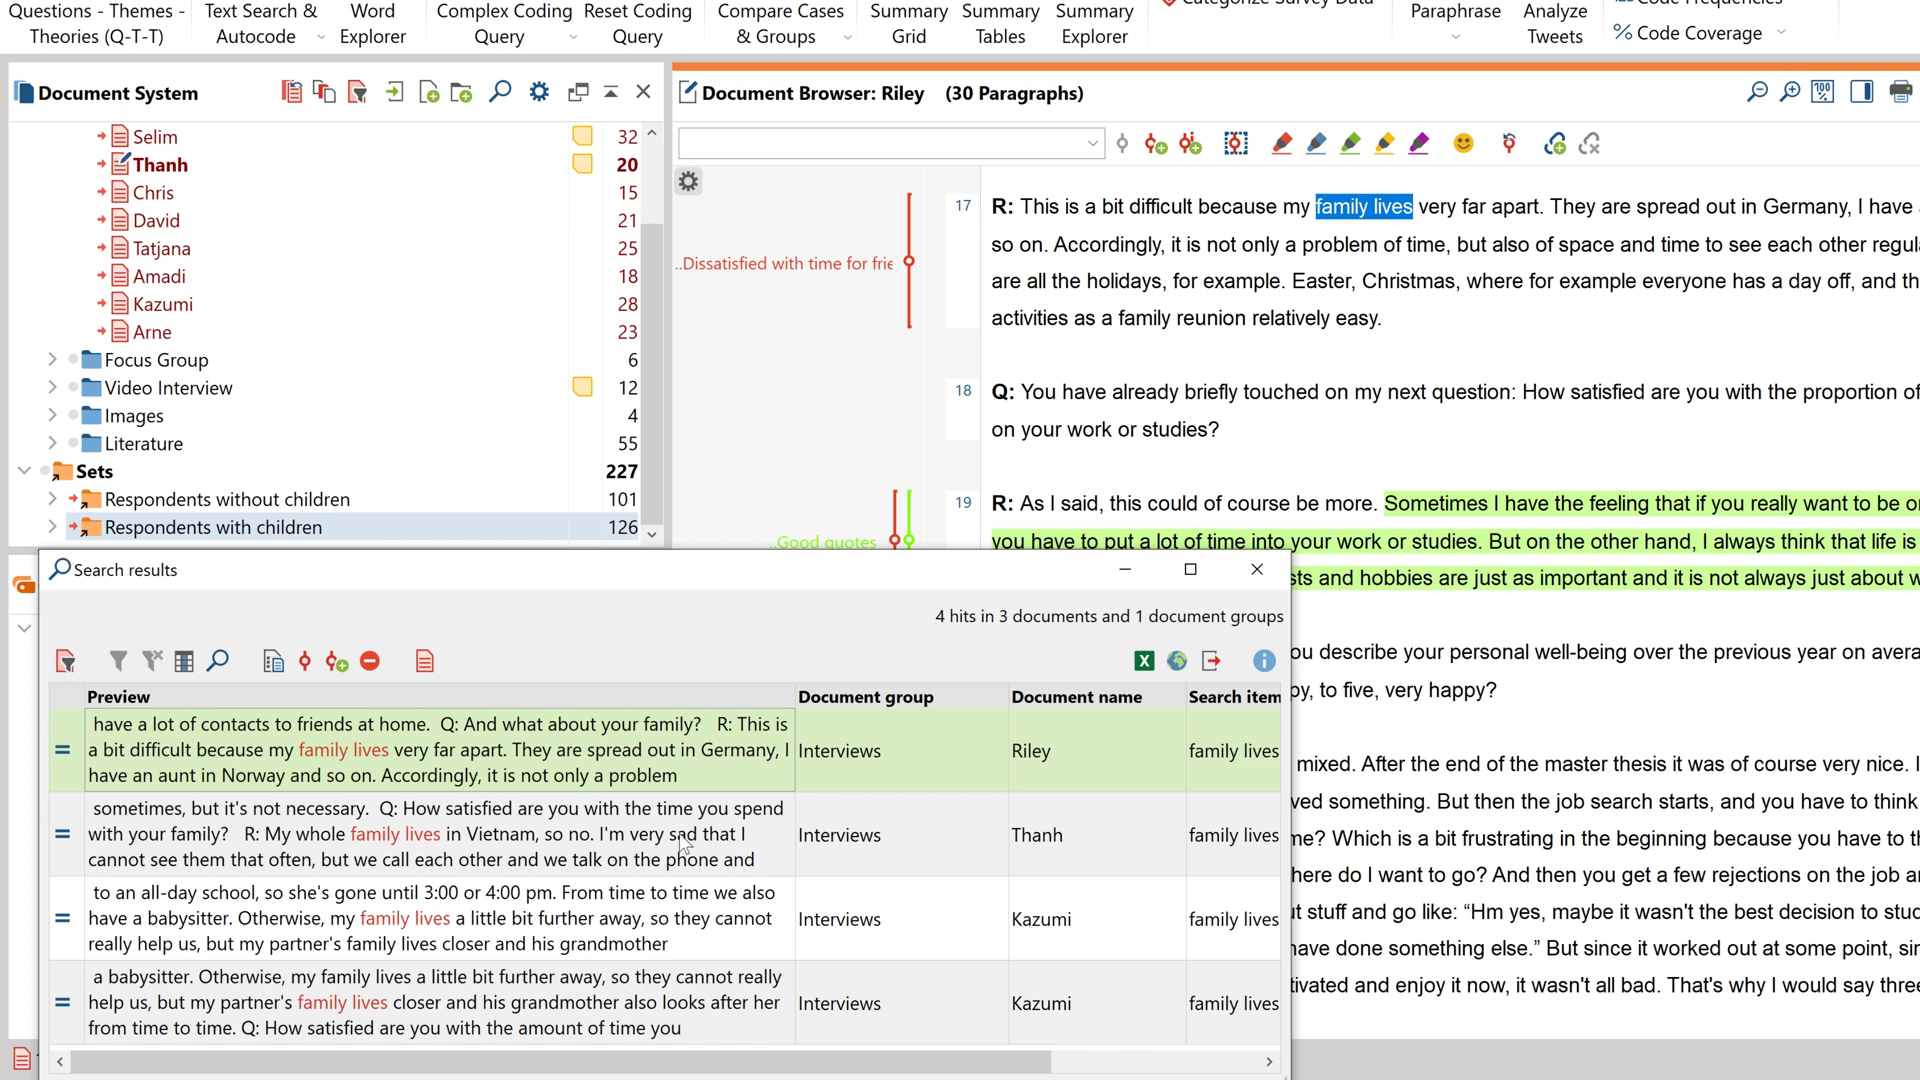 Questions - Themes -
Theories (Q-T-T)
Text Search &
Autocode
Word
Explorer
Complex Coding
Query
Reset Coding
Query
Compare Cases
& Groups
Summary
Grid
Summary
Tables
Summary
Explorer
Categorize Survey Data
Paraphrase
Analyze
Tweets
Code Frequencies
% Code Coverage
Document System
Selim 32
Thanh 20
Chris 15
David 21
Tatjana 25
Amadi 18
Kazumi 28
Arne 23
Focus Group 6
Video Interview 12
Images 4
Literature 55
Sets 227
Respondents without children 101
Respondents with children 126
Document Browser: Riley (30 Paragraphs)
100 %
..Dissatisfied with time for frie
17 R: This is a bit difficult because my family lives very far apart. They are spread out in Germany, I have
so on. Accordingly, it is not only a problem of time, but also of space and time to see each other regul
are all the holidays, for example. Easter, Christmas, where for example everyone has a day off, and th
activities as a family reunion relatively easy.
18 Q: You have already briefly touched on my next question: How satisfied are you with the proportion of
on your work or studies?
19 R: As I said, this could of course be more. Sometimes I have the feeling that if you really want to be
..Good quotes
you have to put a lot of time into your work or studies. But on the other hand, I always think that life is
sts and hobbies are just as important and it is not always just about w
ou describe your personal well-being over the previous year on avera
py, to five, very happy?
mixed. After the end of the master thesis it was of course very nice. I
ved something. But then the job search starts, and you have to think
me? Which is a bit frustrating in the beginning because you have to th
here do I want to go? And then you get a few rejections on the job a
ut stuff and go like: “Hm yes, maybe it wasn't the best decision to stud
have done something else.” But since it worked out at some point, sin
tivated and enjoy it now, it wasn't all bad. That's why I would say three
Search results
4 hits in 3 documents and 1 document groups
Preview Document group Document name Search item
have a lot of contacts to friends at home. Q: And what about your family? R: This is
a bit difficult because my family lives very far apart. They are spread out in Germany, I
have an aunt in Norway and so on. Accordingly, it is not only a problem
Interviews Riley family lives
sometimes, but it's not necessary. Q: How satisfied are you with the time you spend
with your family? R: My whole family lives in Vietnam, so no. I'm very sad that I
cannot see them that often, but we call each other and we talk on the phone and
Interviews Thanh family lives
to an all-day school, so she's gone until 3:00 or 4:00 pm. From time to time we also
have a babysitter. Otherwise, my family lives a little bit further away, so they cannot
really help us, but my partner's family lives closer and his grandmother
Interviews Kazumi family lives
a babysitter. Otherwise, my family lives a little bit further away, so they cannot really
help us, but my partner's family lives closer and his grandmother also looks after her
from time to time. Q: How satisfied are you with the amount of time you
Interviews Kazumi family lives